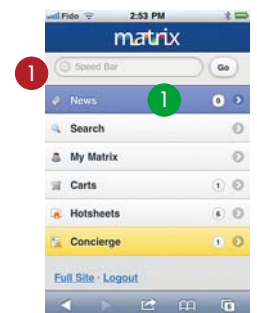 Fido 2:53 PM
matrix
1 Speed Bar Go
News 1 0
Search
My Matrix
Carts 1
Hotsheets 6
Concierge 1
Full Site · Logout
6